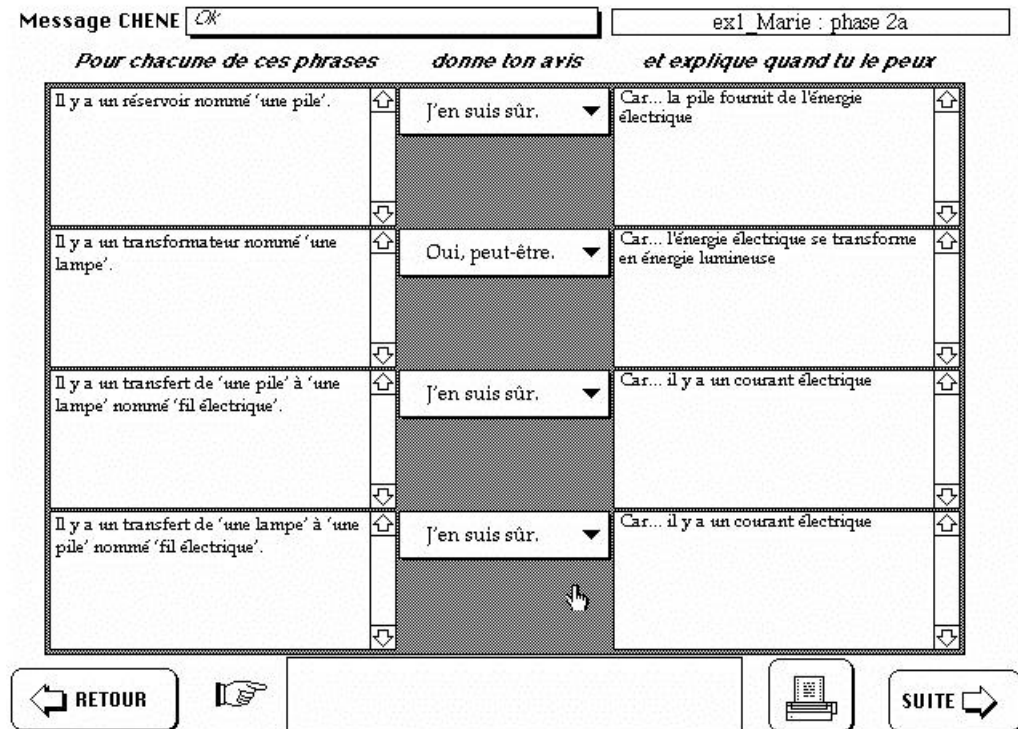 Message CHENE Ok ex1_Marie : phase 2a
Pour chacune de ces phrases donne ton avis et explique quand tu le peux
Il y a un réservoir nommé 'une pile'.
J'en suis sûr.
Car... la pile fournit de l'énergie
électrique
Il y a un transformateur nommé 'une
lampe'.
Oui, peut-être.
Car... l'énergie électrique se transforme
en énergie lumineuse
Il y a un transfert de 'une pile' à 'une
lampe' nommé 'fil électrique'.
J'en suis sûr.
Car... il y a un courant électrique
Il y a un transfert de 'une lampe' à 'une
pile' nommé 'fil électrique'.
J'en suis sûr.
Car... il y a un courant électrique
RETOUR
SUITE